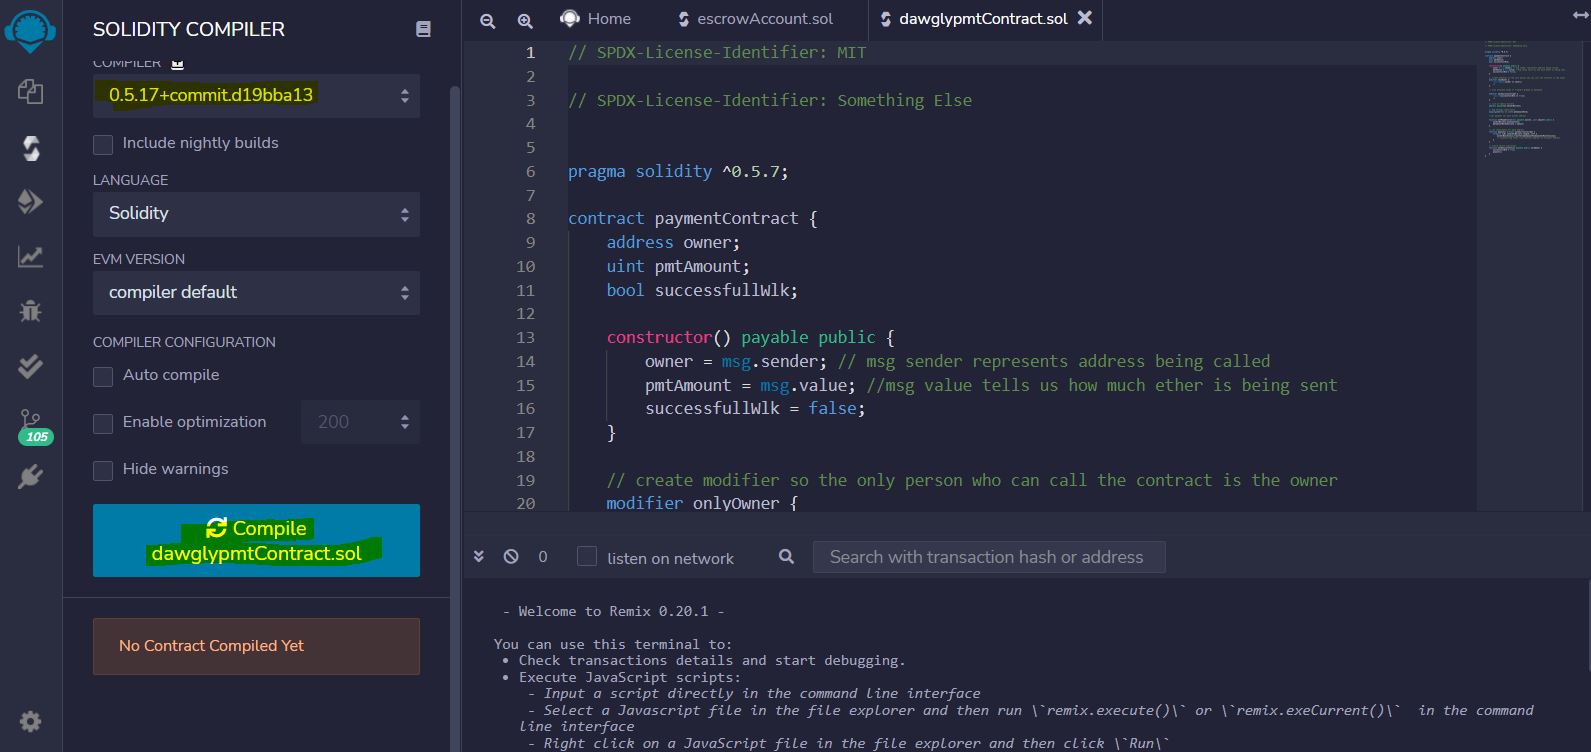 SOLIDITY COMPILER
COMPILER
0.5.17+commit.d19bba13
Include nightly builds
LANGUAGE
Solidity
EVM VERSION
compiler default
COMPILER CONFIGURATION
Auto compile
Enable optimization
200
Hide warnings
Compile
dawglypmtContract.sol
No Contract Compiled Yet
105
Home
escrowAccount.sol
dawglypmtContract.sol
1 // SPDX-License-Identifier: MIT
2
3 // SPDX-License-Identifier: Something Else
4
5
6 pragma solidity ^0.5.7;
7
8 contract paymentContract {
9 address owner;
10 uint pmtAmount;
11 bool successfullWlk;
12
13 constructor() payable public {
14 owner = msg.sender; // msg sender represents address being called
15 pmtAmount = msg.value; //msg value tells us how much ether is being sent
16 successfullWlk = false;
17 }
18
19 // create modifier so the only person who can call the contract is the owner
20 modifier onlyOwner {
0
listen on network
Search with transaction hash or address
- Welcome to Remix 0.20.1 -
You can use this terminal to:
• Check transactions details and start debugging.
• Execute JavaScript scripts:
- Input a script directly in the command line interface
- Select a Javascript file in the file explorer and then run \`remix.execute()\` or \`remix.exeCurrent()\` in the command
line interface
- Right click on a JavaScript file in the file explorer and then click \`Run\`